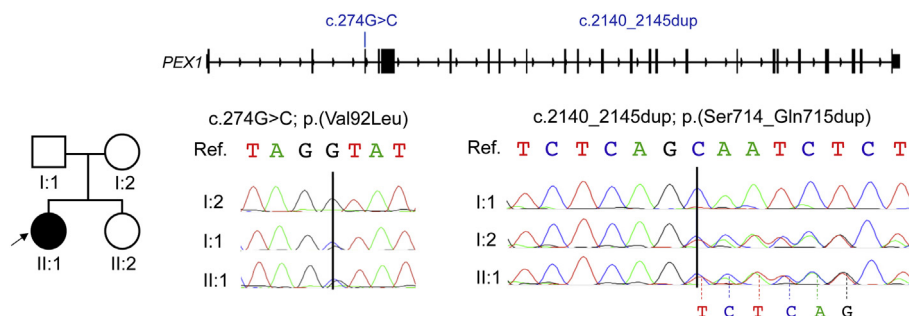 c.274G>C c.2140_2145dup
PEX1
c.274G>C; p.(Val92Leu) c.2140_2145dup; p.(Ser714_Gln715dup)
Ref. T A G G T A T Ref. T C T C A G C A A T C T C T
I:1 I:2 I:2 I:1
I:1 I:2
II:1 II:2 II:1 II:1
T C T C A G